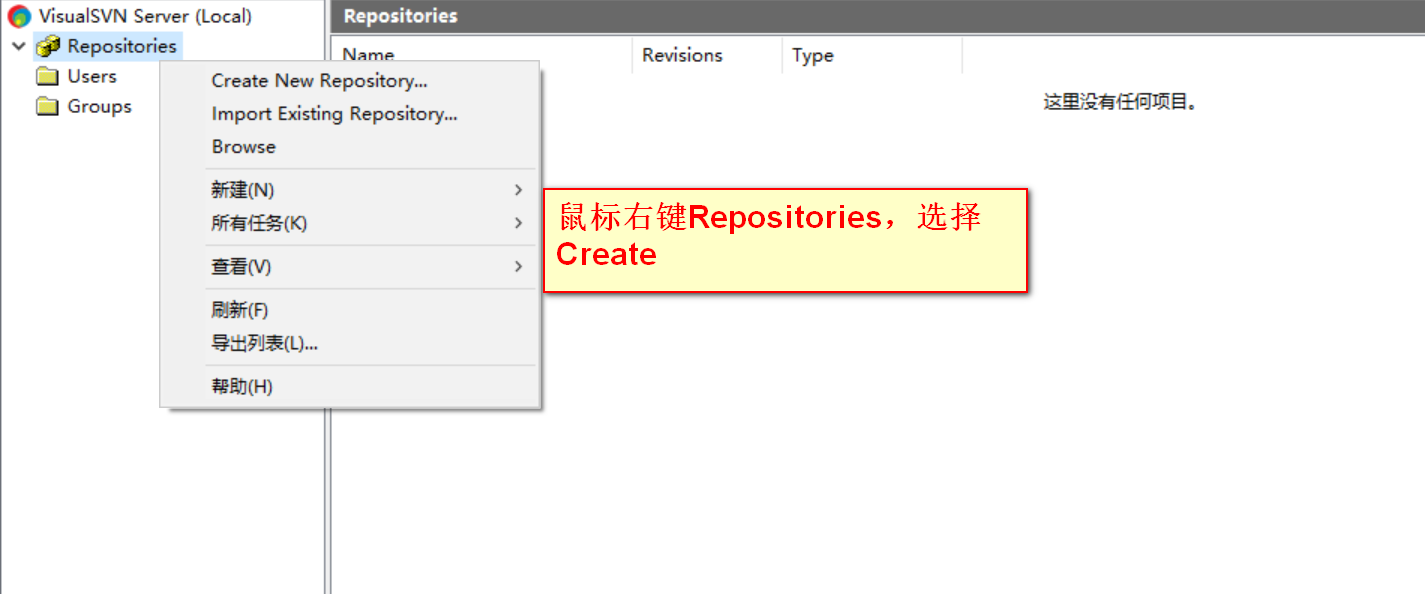 VisualSVN Server (Local)
Repositories
Users
Groups
Repositories
Name
Revisions
Type
这里没有任何项目。
Create New Repository...
Import Existing Repository...
Browse
新建(N)
所有任务(K)
查看(V)
刷新(F)
导出列表(L)...
帮助(H)
鼠标右键Repositories，选择
Create